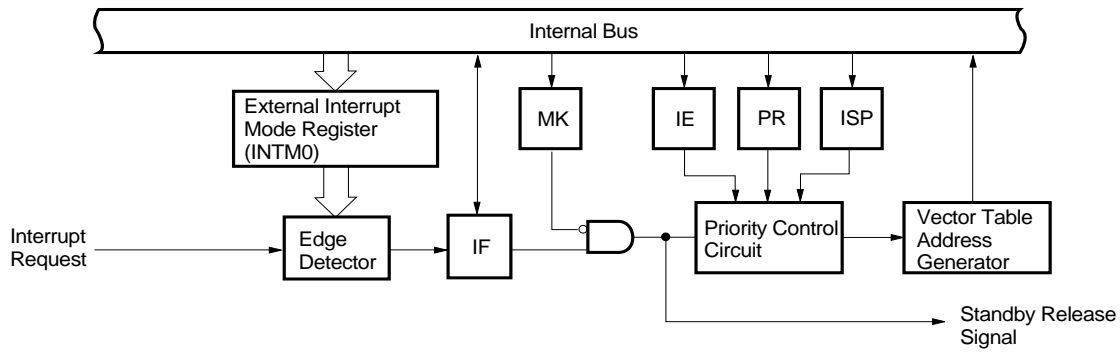 Internal Bus
External Interrupt
Mode Register
(INTM0)
MK
IE
PR
ISP
Interrupt
Request
Edge
Detector
IF
Priority Control
Circuit
Vector Table
Address
Generator
Standby Release
Signal